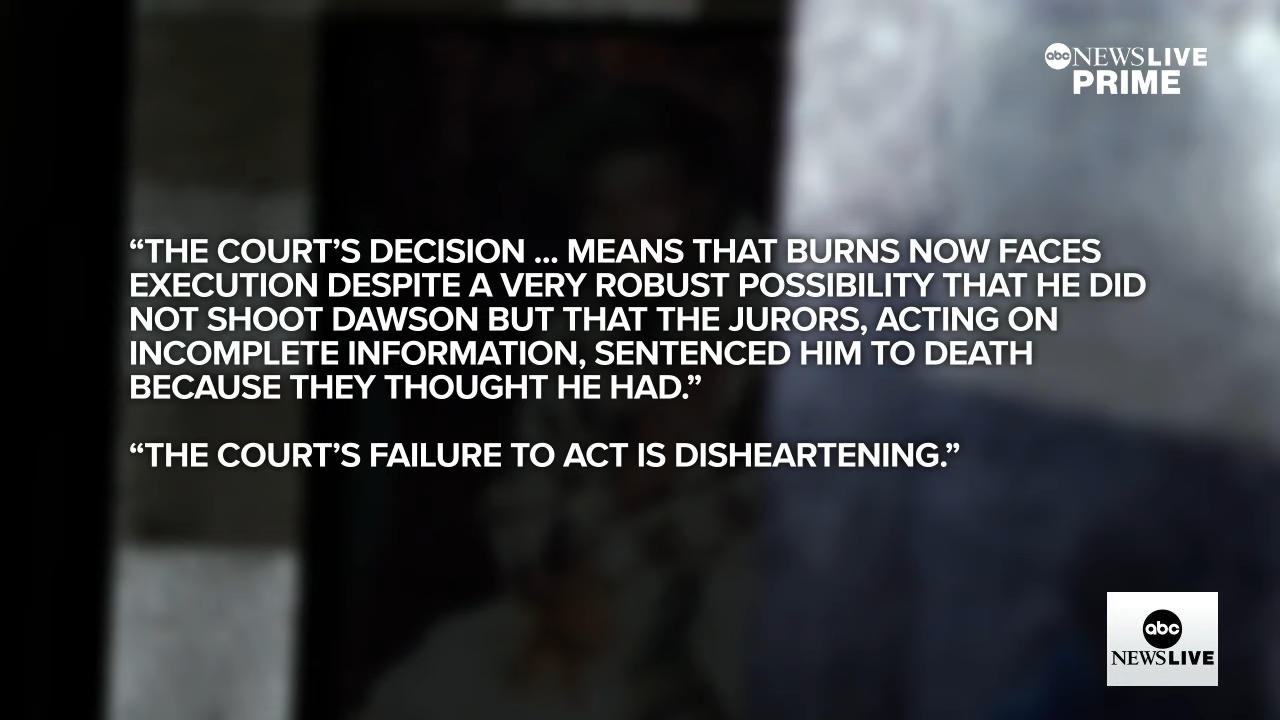 abc NEWS LIVE
PRIME
“THE COURT’S DECISION ... MEANS THAT BURNS NOW FACES
EXECUTION DESPITE A VERY ROBUST POSSIBILITY THAT HE DID
NOT SHOOT DAWSON BUT THAT THE JURORS, ACTING ON
INCOMPLETE INFORMATION, SENTENCED HIM TO DEATH
BECAUSE THEY THOUGHT HE HAD.”
“THE COURT’S FAILURE TO ACT IS DISHEARTENING.”
abc
NEWS LIVE